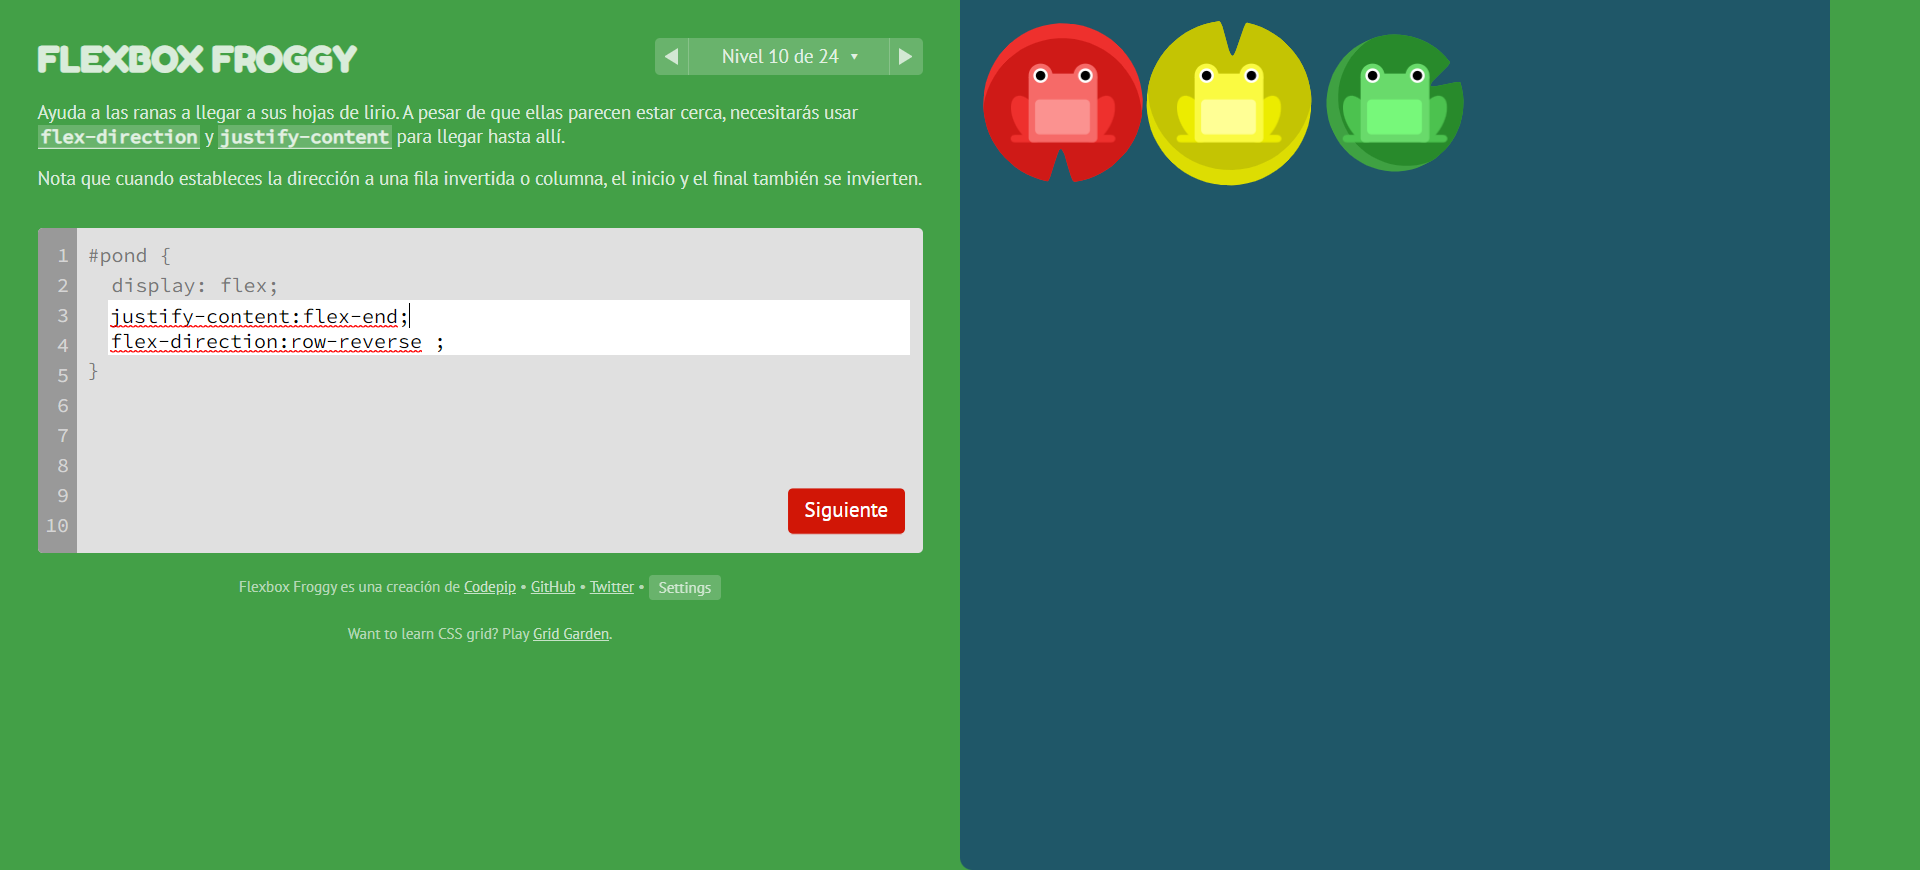 FLEXBOX FROGGY
Nivel 10 de 24
Ayuda a las ranas a llegar a sus hojas de lirio. A pesar de que ellas parecen estar cerca, necesitarás usar
flex-direction y justify-content para llegar hasta allí.
Nota que cuando estableces la dirección a una fila invertida o columna, el inicio y el final también se invierten.
1 #pond {
2 display: flex;
3 justify-content:flex-end;
4 flex-direction:row-reverse ;
5 }
6
7
8
9
10
Siguiente
Flexbox Froggy es una creación de Codepip • GitHub • Twitter • Settings
Want to learn CSS grid? Play Grid Garden.